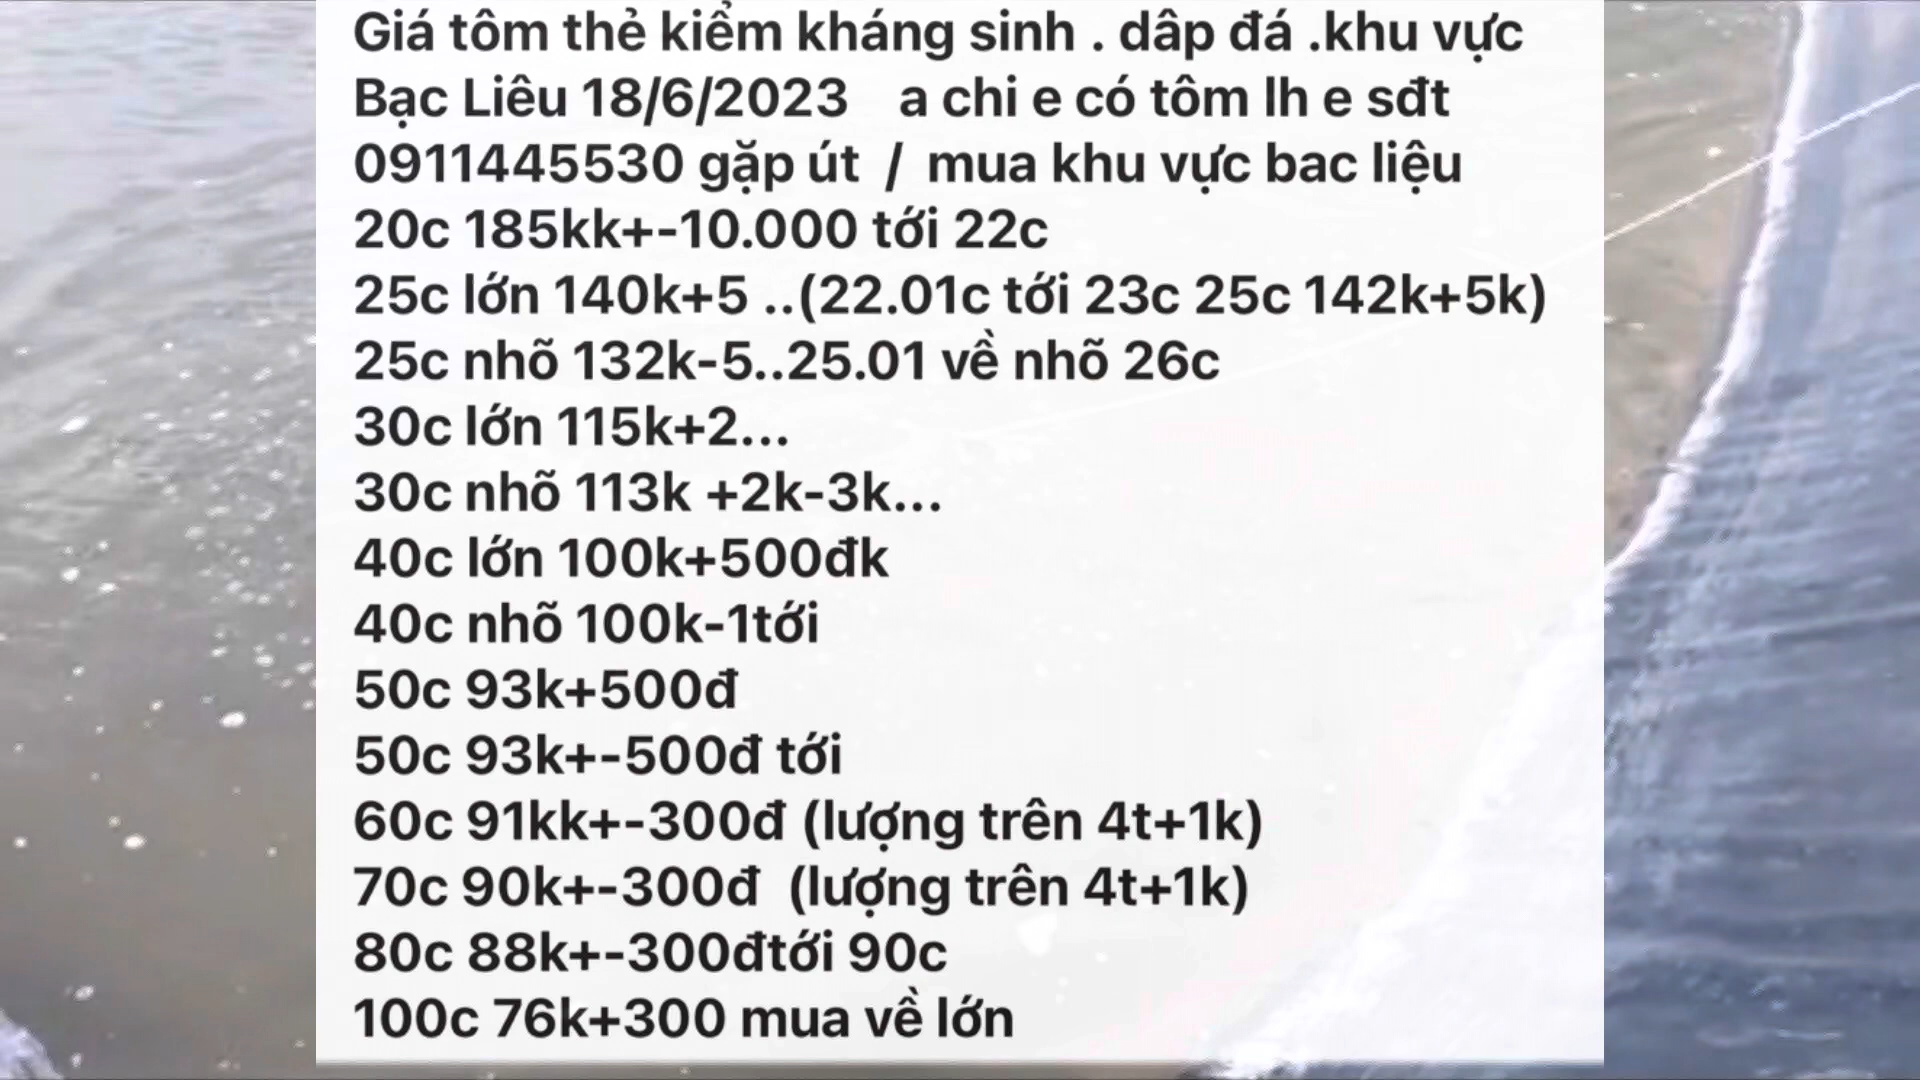 Giá tôm thẻ kiểm kháng sinh . dâp đá .khu vực
Bạc Liêu 18/6/2023 a chi e có tôm lh e sđt
0911445530 gặp út / mua khu vực bac liệu
20c 185kk+-10.000 tới 22c
25c lớn 140k+5 ..(22.01c tới 23c 25c 142k+5k)
25c nhõ 132k-5..25.01 về nhõ 26c
30c lớn 115k+2...
30c nhõ 113k +2k-3k...
40c lớn 100k+500đk
40c nhõ 100k-1tới
50c 93k+500đ
50c 93k+-500đ tới
60c 91kk+-300đ (lượng trên 4t+1k)
70c 90k+-300đ (lượng trên 4t+1k)
80c 88k+-300đtới 90c
100c 76k+300 mua về lớn